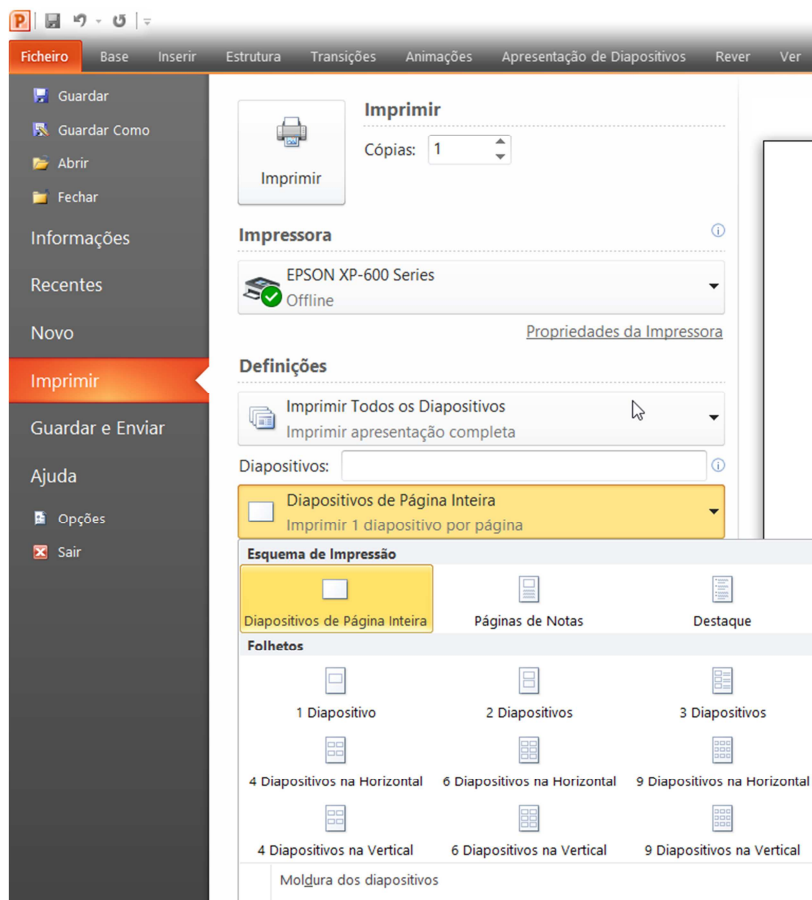 P
Ficheiro Base Inserir Estrutura Transições Animações Apresentação de Diapositivos Rever Ver
Guardar
Guardar Como
Abrir
Fechar
Informações
Recentes
Novo
Imprimir
Guardar e Enviar
Ajuda
Opções
Sair
Imprimir
Imprimir
Cópias: 1
Impressora
EPSON XP-600 Series
Offline
Propriedades da Impressora
Definições
Imprimir Todos os Diapositivos
Imprimir apresentação completa
Diapositivos:
Diapositivos de Página Inteira
Imprimir 1 diapositivo por página
Esquema de Impressão
Diapositivos de Página Inteira Páginas de Notas Destaque
Folhetos
1 Diapositivo 2 Diapositivos 3 Diapositivos
4 Diapositivos na Horizontal 6 Diapositivos na Horizontal 9 Diapositivos na Horizontal
4 Diapositivos na Vertical 6 Diapositivos na Vertical 9 Diapositivos na Vertical
Moldura dos diapositivos